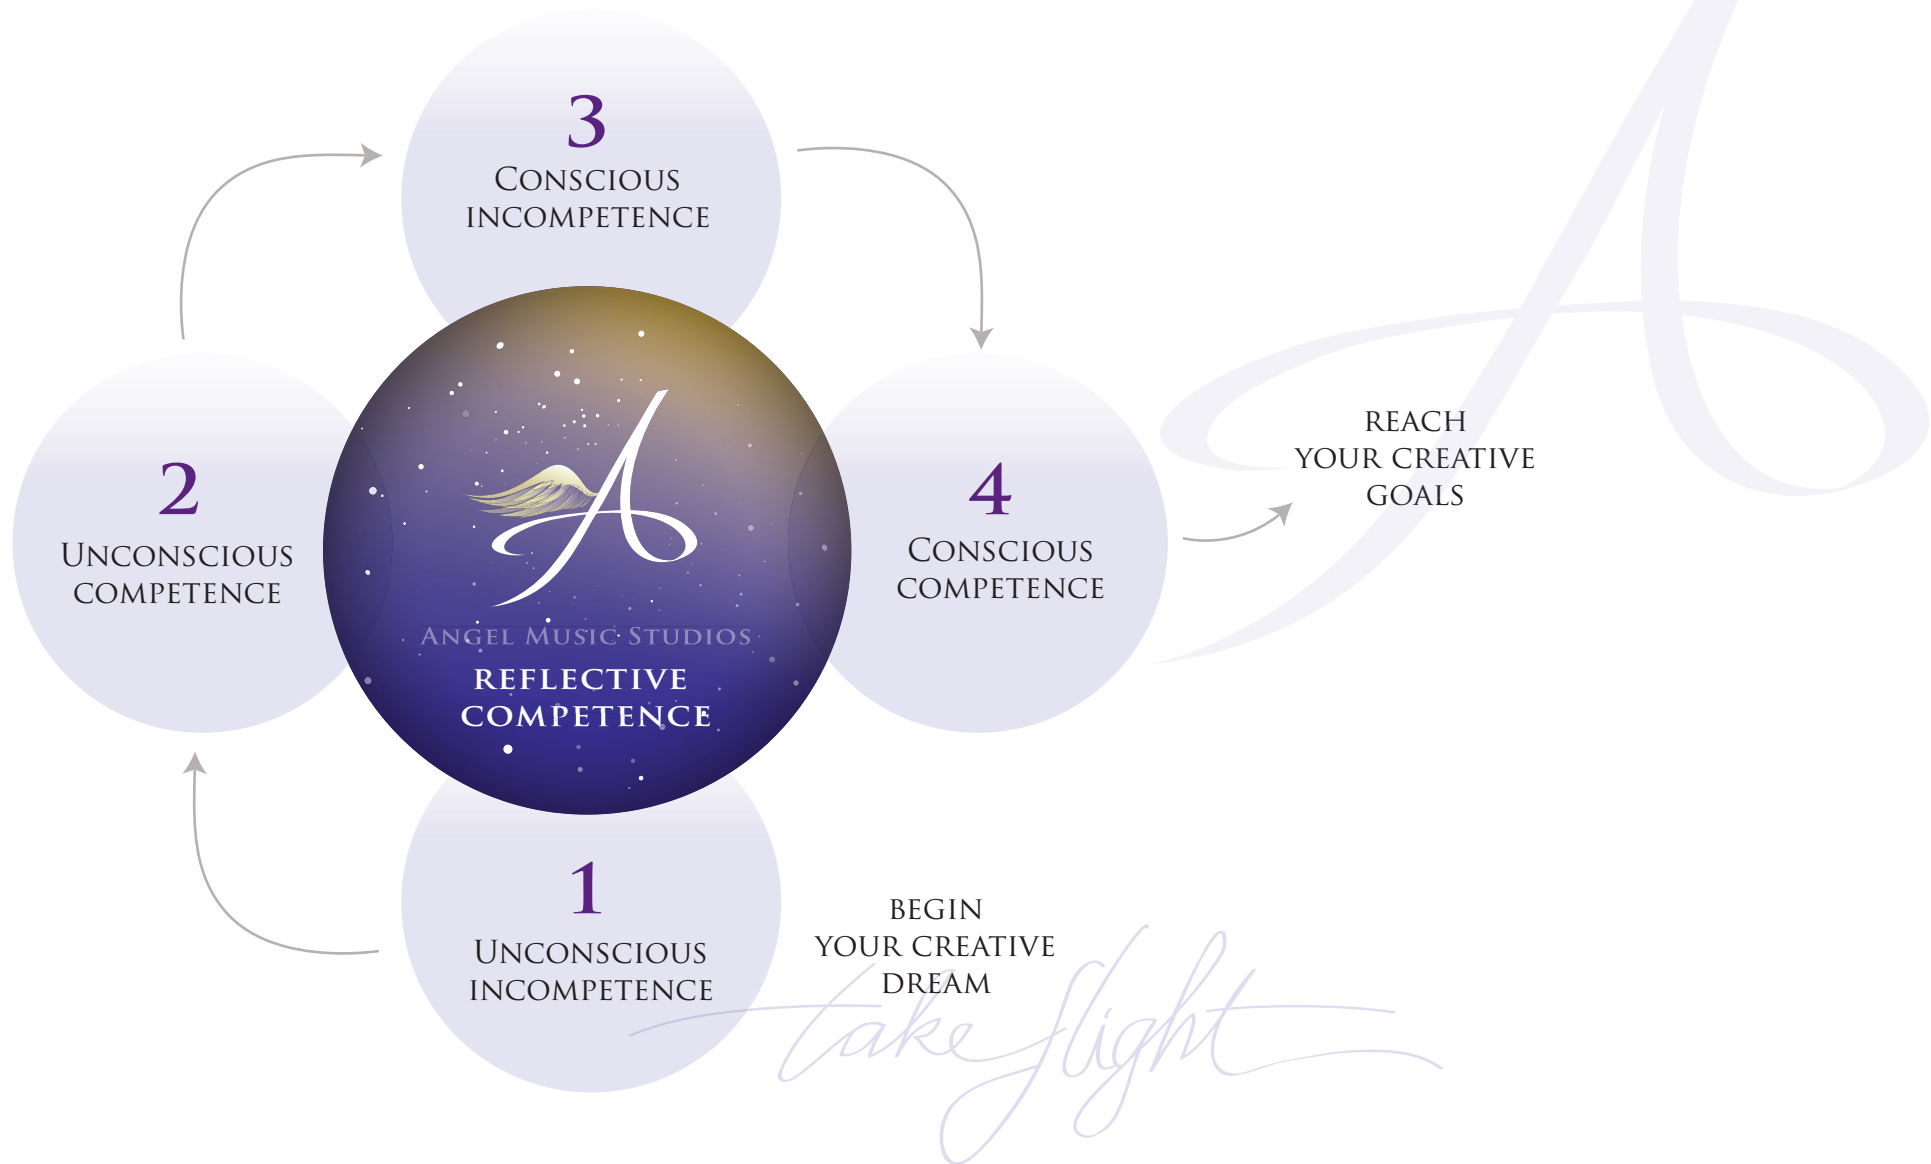 3
Conscious
incompetence
2
Unconscious
competence
4
Conscious
competence
reach
your creative
goals
A
Angel Music Studios
REFLECTIVE
COMPETENCE
1
Unconscious
incompetence
begin
your creative
dream
take flight
A